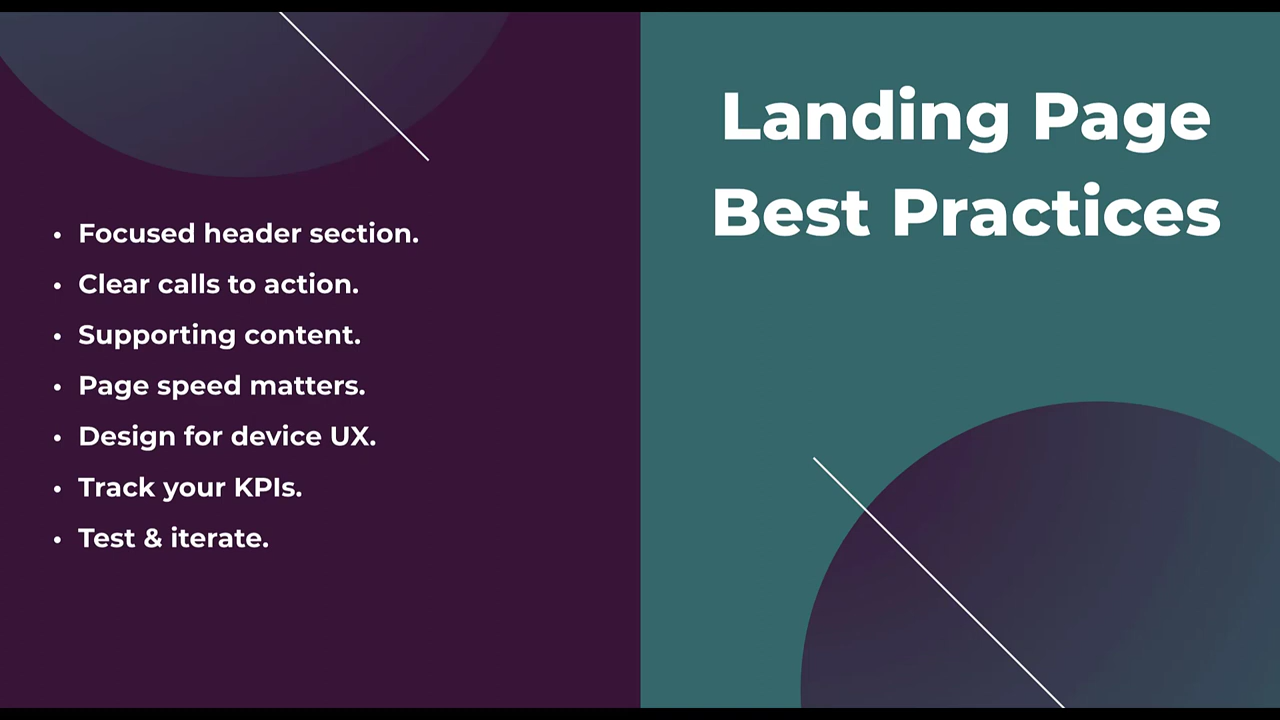 Landing Page
Best Practices
• Focused header section.
• Clear calls to action.
• Supporting content.
• Page speed matters.
• Design for device UX.
• Track your KPIs.
• Test & iterate.